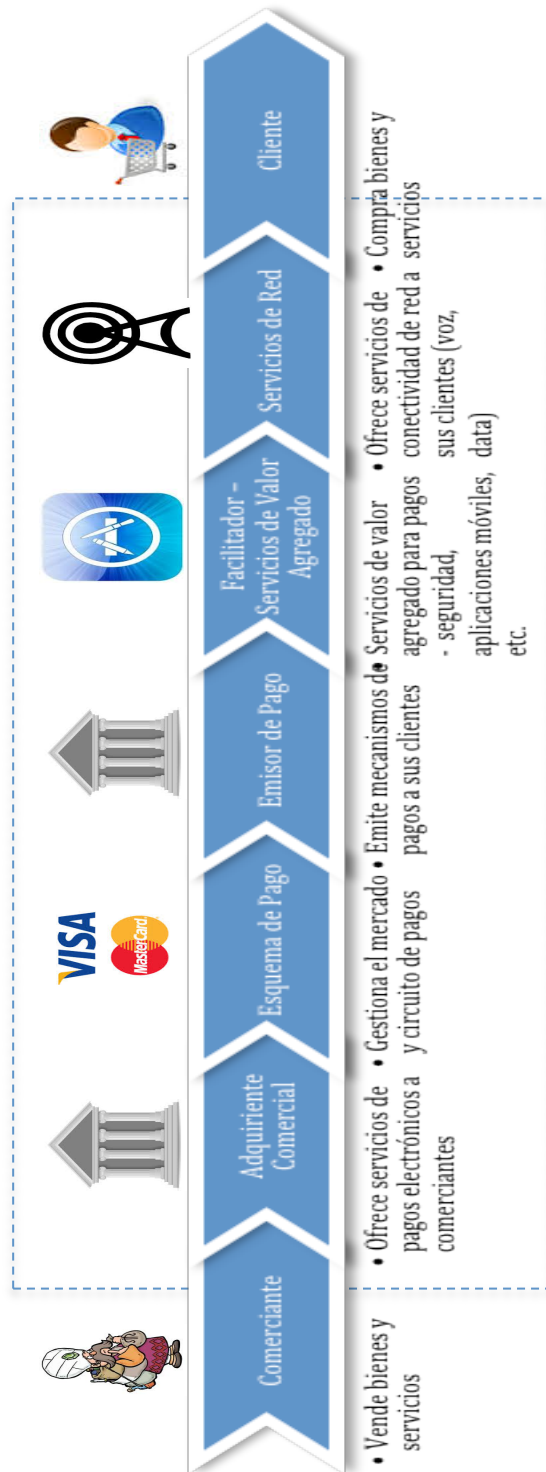 VISA
MasterCard
Comerciante
Adquiriente
Comercial
Esquema de Pago
Emisor de Pago
Facilitador –
Servicios de Valor
Agregado
Servicios de Red
Cliente
• Vende bienes y
servicios
• Ofrece servicios de
pagos electrónicos a
comerciantes
• Gestiona el mercado
y circuito de pagos
• Emite mecanismos de
pagos a sus clientes
• Servicios de valor
agregado para pagos
- seguridad,
aplicaciones móviles,
etc.
• Ofrece servicios de
conectividad de red a
sus clientes (voz,
data)
• Compra bienes y
servicios